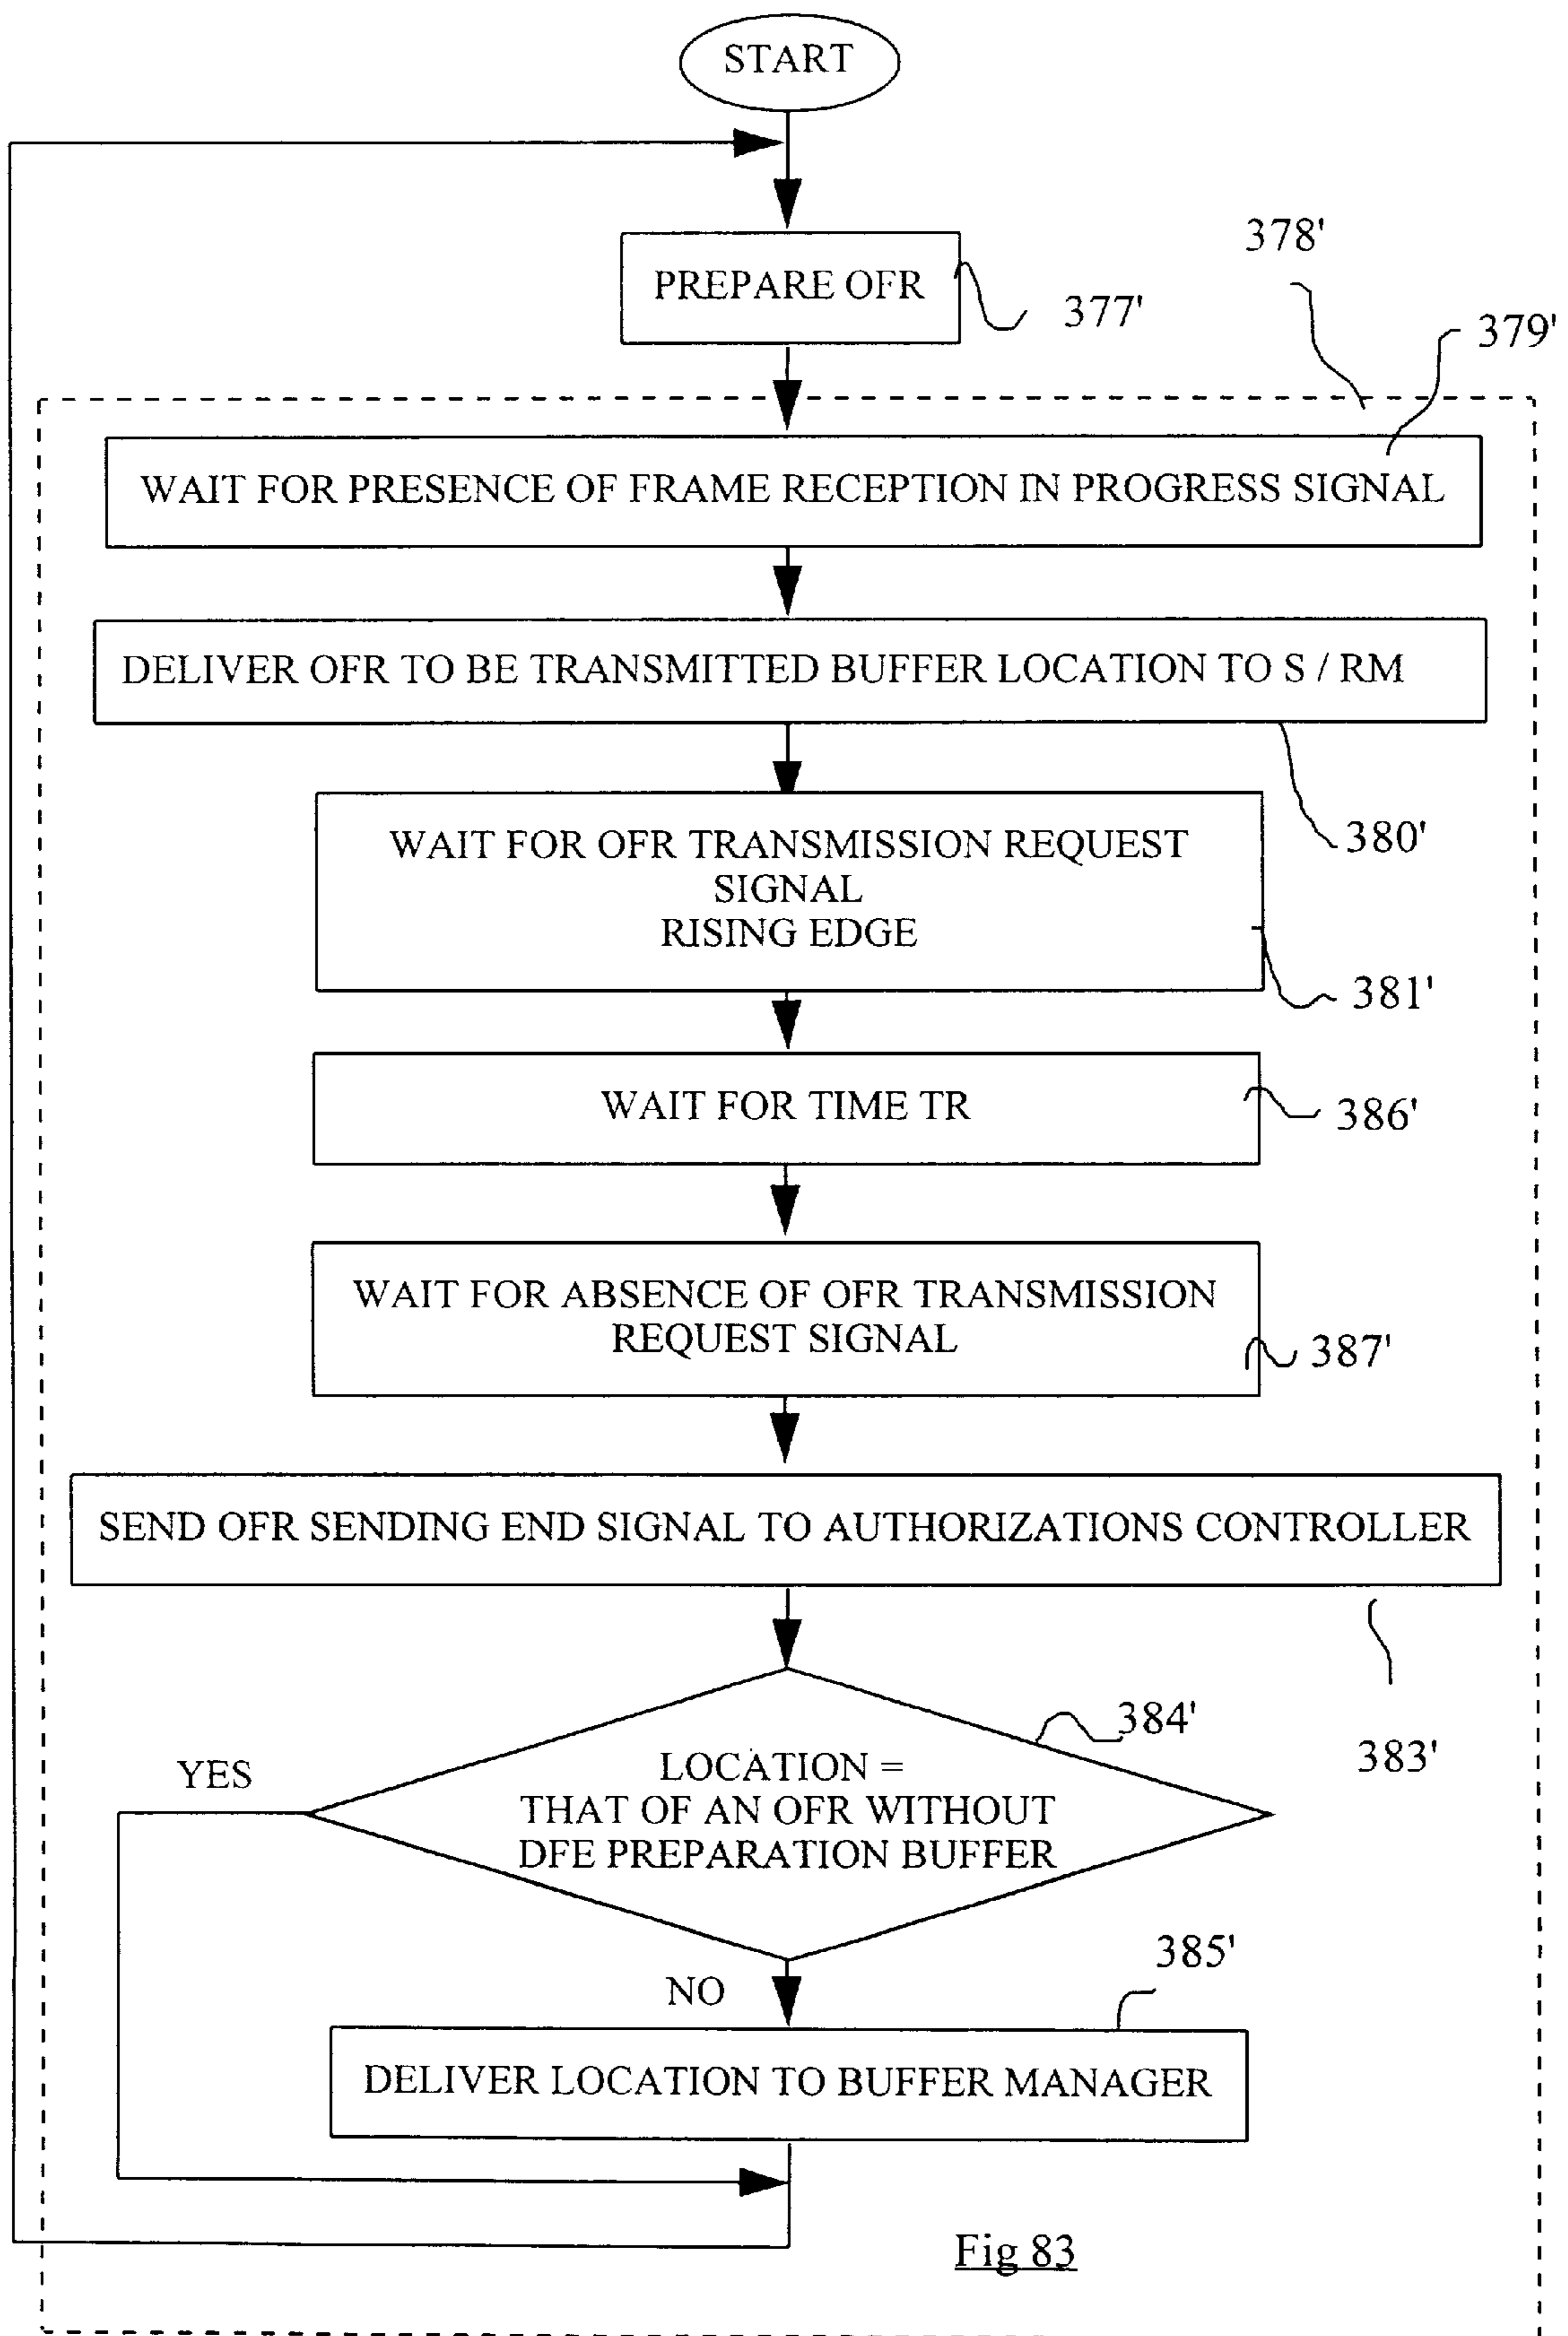 START
PREPARE OFR
377'
378'
379'
WAIT FOR PRESENCE OF FRAME RECEPTION IN PROGRESS SIGNAL
DELIVER OFR TO BE TRANSMITTED BUFFER LOCATION TO S / RM
380'
WAIT FOR OFR TRANSMISSION REQUEST
SIGNAL
RISING EDGE
381'
WAIT FOR TIME TR
386'
WAIT FOR ABSENCE OF OFR TRANSMISSION
REQUEST SIGNAL
387'
SEND OFR SENDING END SIGNAL TO AUTHORIZATIONS CONTROLLER
383'
384'
YES
LOCATION =
THAT OF AN OFR WITHOUT
DFE PREPARATION BUFFER
NO
385'
DELIVER LOCATION TO BUFFER MANAGER
Fig 83